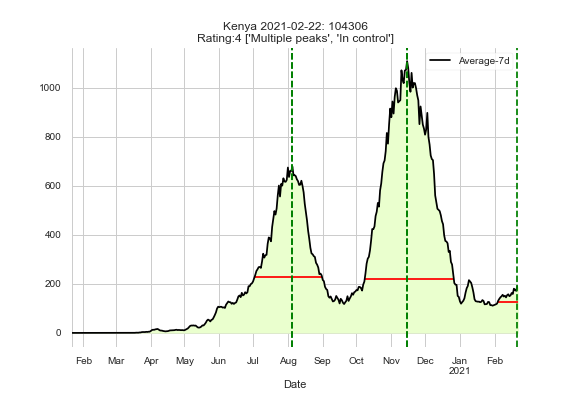 Kenya 2021-02-22: 104306
Rating:4 ['Multiple peaks', 'In control']
Average-7d
1000
800
600
400
200
0
Feb Mar Apr May Jun Jul Aug Sep Oct Nov Dec Jan Feb
2021
Date